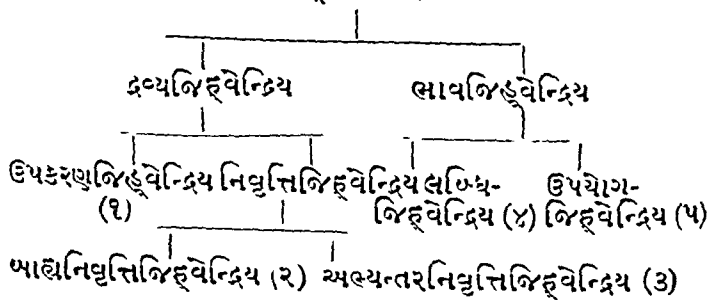 દ્રવ્યજિહ્વેન્દ્રિય ભાવજિહ્વેન્દ્રિય
ઉપકરણજિહ્વેન્દ્રિય નિવૃત્તિજિહ્વેન્દ્રિય લબ્ધિ- ઉપયોગ-
(૧) જિહ્વેન્દ્રિય (૪) જિહ્વેન્દ્રિય (૫)
બાહ્યનિવૃત્તિજિહ્વેન્દ્રિય (૨) અભ્યન્તરનિવૃત્તિજિહ્વેન્દ્રિય (૩)